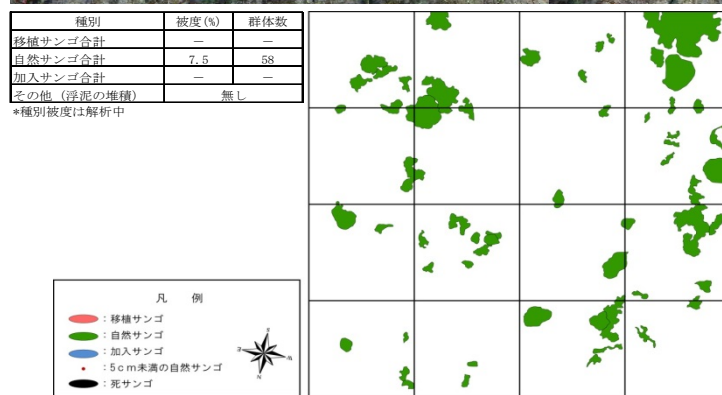 種別 被度(%) 群体数
移植サンゴ合計 － －
自然サンゴ合計 7.5 58
加入サンゴ合計 － －
その他（浮泥の堆積） 無し
*種別被度は解析中
凡 例
：移植サンゴ
：自然サンゴ
：加入サンゴ
：5cm未満の自然サンゴ
：死サンゴ